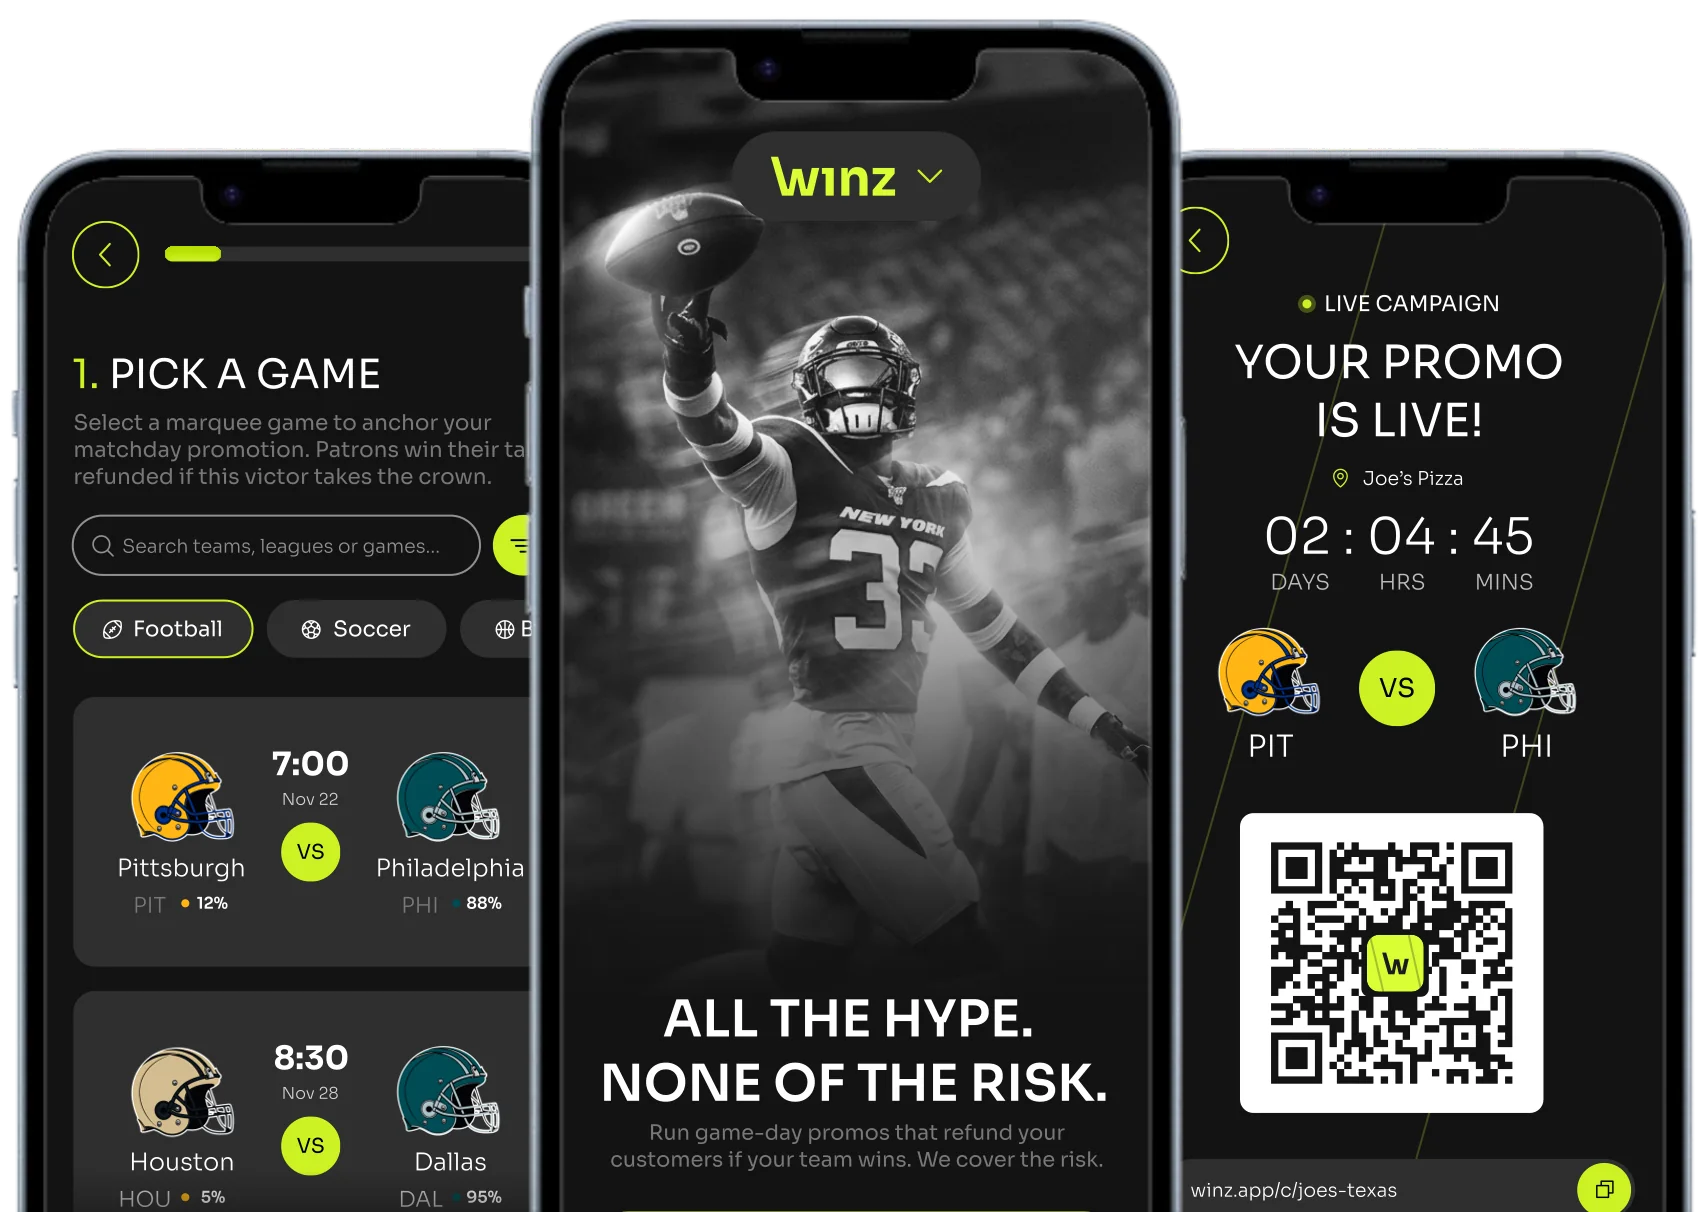 1. PICK A GAME
Select a marquee game to anchor your
matchday promotion. Patrons win their ta
refunded if this victor takes the crown.
Search teams, leagues or games...
Football
Soccer
B
7:00
Nov 22
VS
Pittsburgh
Philadelphia
PIT 12%
PHI 88%
8:30
Nov 28
VS
Houston
Dallas
HOU 5%
DAL 95%
winz
NEW YORK
33
ALL THE HYPE.
NONE OF THE RISK.
Run game-day promos that refund your
customers if your team wins. We cover the risk.
LIVE CAMPAIGN
YOUR PROMO
IS LIVE!
Joe's Pizza
02 : 04 : 45
DAYS HRS MINS
VS
PIT
PHI
w
winz.app/c/joes-texas